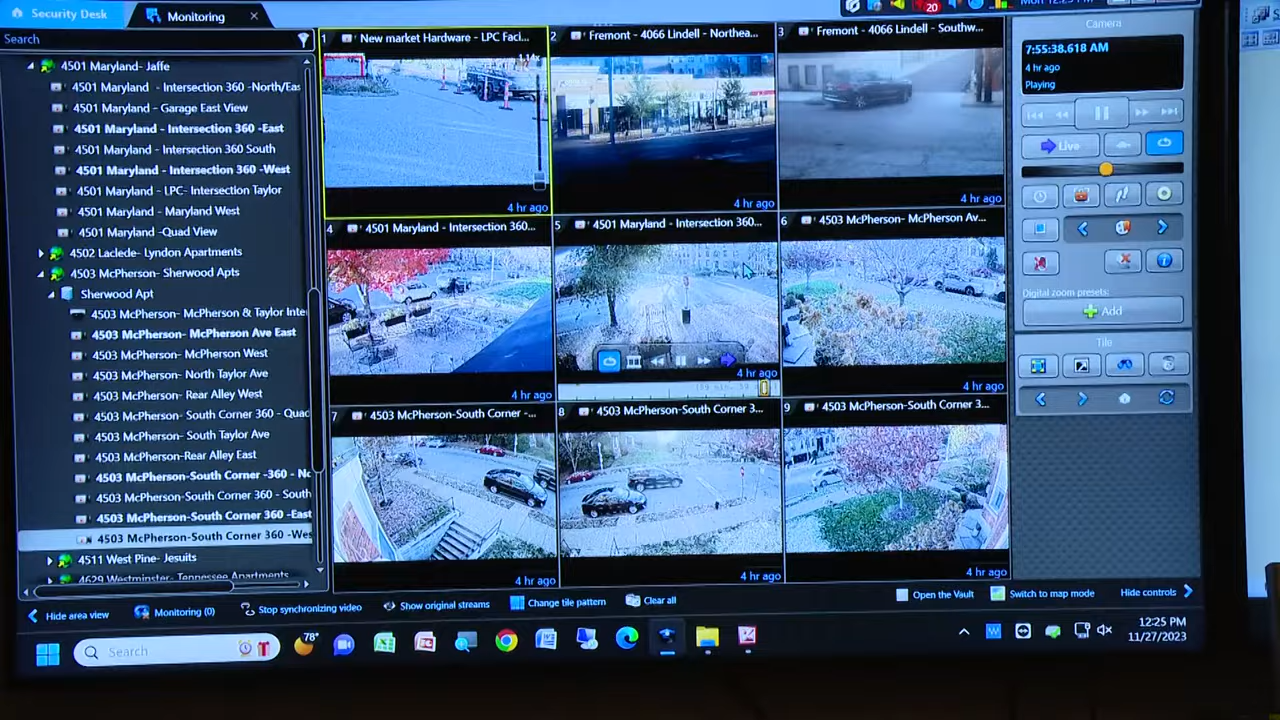 Security Desk
Monitoring
Search
4501 Maryland- Jaffe
4501 Maryland - Intersection 360 -North/Eas
4501 Maryland - Garage East View
4501 Maryland - Intersection 360 -East
4501 Maryland - Intersection 360 South
4501 Maryland - Intersection 360 -West
4501 Maryland - LPC- Intersection Taylor
4501 Maryland - Maryland West
4501 Maryland -Quad View
4502 Laclede- Lyndon Apartments
4503 McPherson- Sherwood Apts
Sherwood Apt
4503 McPherson- McPherson & Taylor Inte
4503 McPherson- McPherson Ave East
4503 McPherson- McPherson West
4503 McPherson - North Taylor Ave
4503 McPherson - Rear Alley West
4503 McPherson - South Corner 360 - Quad
4503 McPherson - South Taylor Ave
4503 McPherson-Rear Alley East
4503 McPherson-South Corner -360 - No
4503 McPherson-South Corner 360 - South
4503 McPherson-South Corner 360 -East
4503 McPherson-South Corner 360 -Wes
4511 West Pine- Jesuits
4629 Westminster- Tennessee Apartments
1 New market Hardware - LPC Faci...
4 hr ago
2 Fremont - 4066 Lindell - Northea...
4 hr ago
3 Fremont - 4066 Lindell - Southw...
4 hr ago
4 4501 Maryland - Intersection 360...
4 hr ago
5 4501 Maryland - Intersection 360...
4 hr ago
6 4503 McPherson- McPherson Av...
4 hr ago
7 4503 McPherson-South Corner -...
4 hr ago
8 4503 McPherson-South Corner 3...
4 hr ago
9 4503 McPherson-South Corner 3...
4 hr ago
20
Camera
7:55:38.618 AM
4 hr ago
Playing
Live
Digital zoom presets:
Add
Tile
Hide area view
Monitoring (0)
Stop synchronizing video
Show original streams
Change tile pattern
Clear all
Open the Vault
Switch to map mode
Hide controls
Search
78°
12:25 PM
11/27/2023